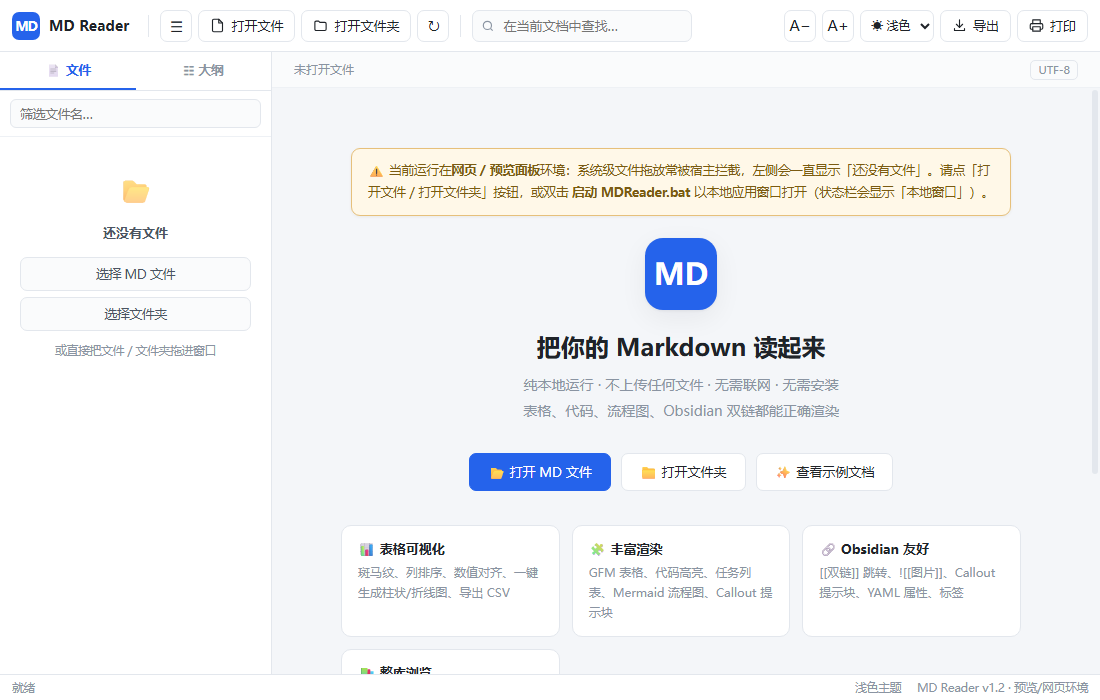 MD MD Reader ☰ 打开文件 打开文件夹 ↻ 在当前文档中查找... A− A+ ☀浅色 导出 打印
文件 大纲
未打开文件 UTF-8
筛选文件名...
还没有文件
选择 MD 文件
选择文件夹
或直接把文件 / 文件夹拖进窗口
⚠ 当前运行在网页 / 预览面板环境：系统级文件拖放常被宿主拦截，左侧会一直显示「还没有文件」。请点「打
开文件 / 打开文件夹」按钮，或双击 启动 MDReader.bat 以本地应用窗口打开（状态栏会显示「本地窗口」）。
MD
把你的 Markdown 读起来
纯本地运行 · 不上传任何文件 · 无需联网 · 无需安装
表格、代码、流程图、Obsidian 双链都能正确渲染
打开 MD 文件 打开文件夹 查看示例文档
表格可视化
斑马纹、列排序、数值对齐、一键
生成柱状/折线图、导出 CSV
丰富渲染
GFM 表格、代码高亮、任务列
表、Mermaid 流程图、Callout 提
示块
Obsidian 友好
[[双链]] 跳转、![[图片]]、Callout
提示块、YAML 属性、标签
整库浏览
就绪 浅色主题 MD Reader v1.2 · 预览/网页环境